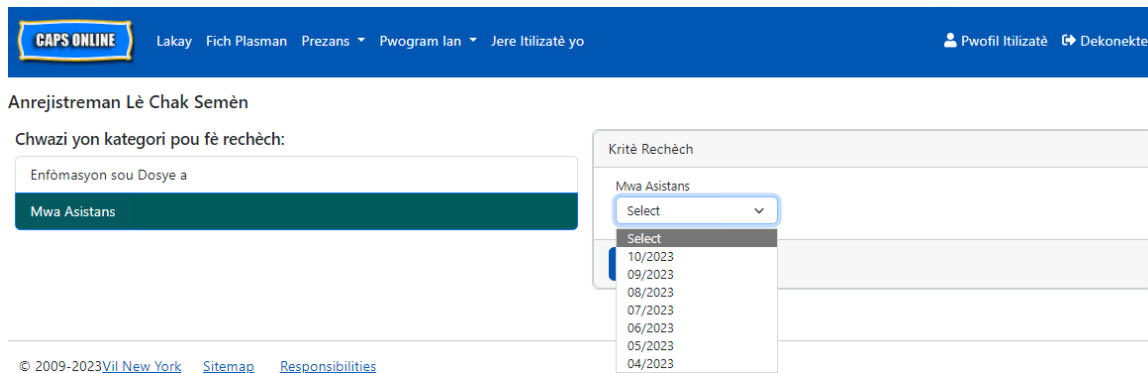 CAPS ONLINE Lakay Fich Plasman Prezans Pwogram lan Jere Itilizatè yo Pwofil Itilizatè Dekonekte
Anrejistreman Lè Chak Semèn
Chwazi yon kategori pou fè rechèch:
Enfòmasyon sou Dosye a
Mwa Asistans
Kritè Rechèch
Mwa Asistans
Select
Select
10/2023
09/2023
08/2023
07/2023
06/2023
05/2023
04/2023
© 2009-2023Vil New York Sitemap Responsibilities